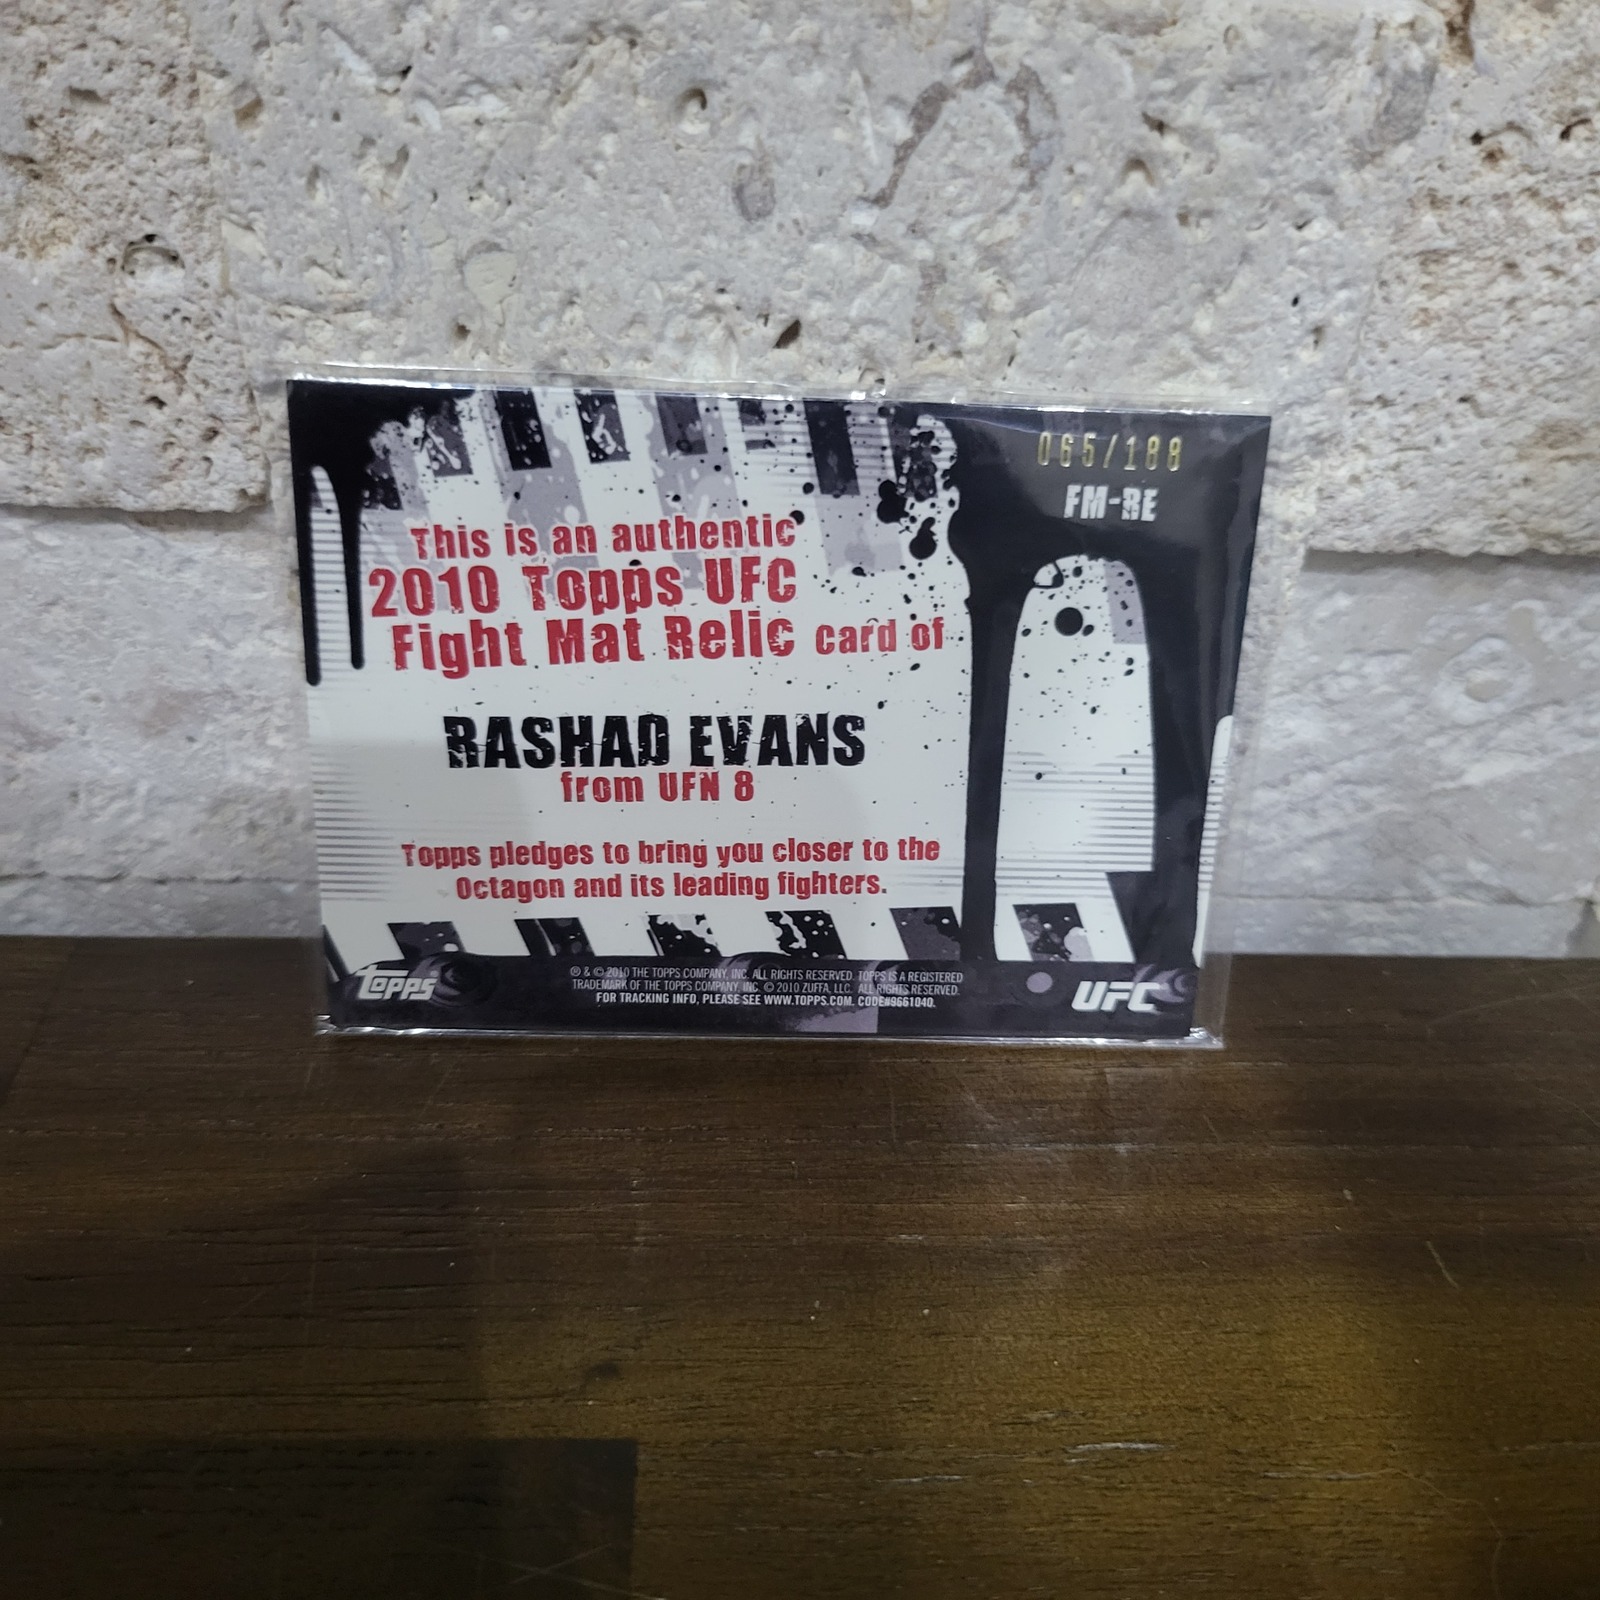 065/188
FM-RE
This is an authentic
2010 Topps UFC
Fight Mat Relic card of
RASHAD EVANS
from UFN 8
Topps pledges to bring you closer to the
Octagon and its leading fighters.
Topps
® & © 2010 THE TOPPS COMPANY, INC. ALL RIGHTS RESERVED. TOPPS IS A REGISTERED
TRADEMARK OF THE TOPPS COMPANY, INC. © 2010 ZUFFA, LLC. ALL RIGHTS RESERVED.
FOR TRACKING INFO, PLEASE SEE WWW.TOPPS.COM. CODE#9661040.
UFC